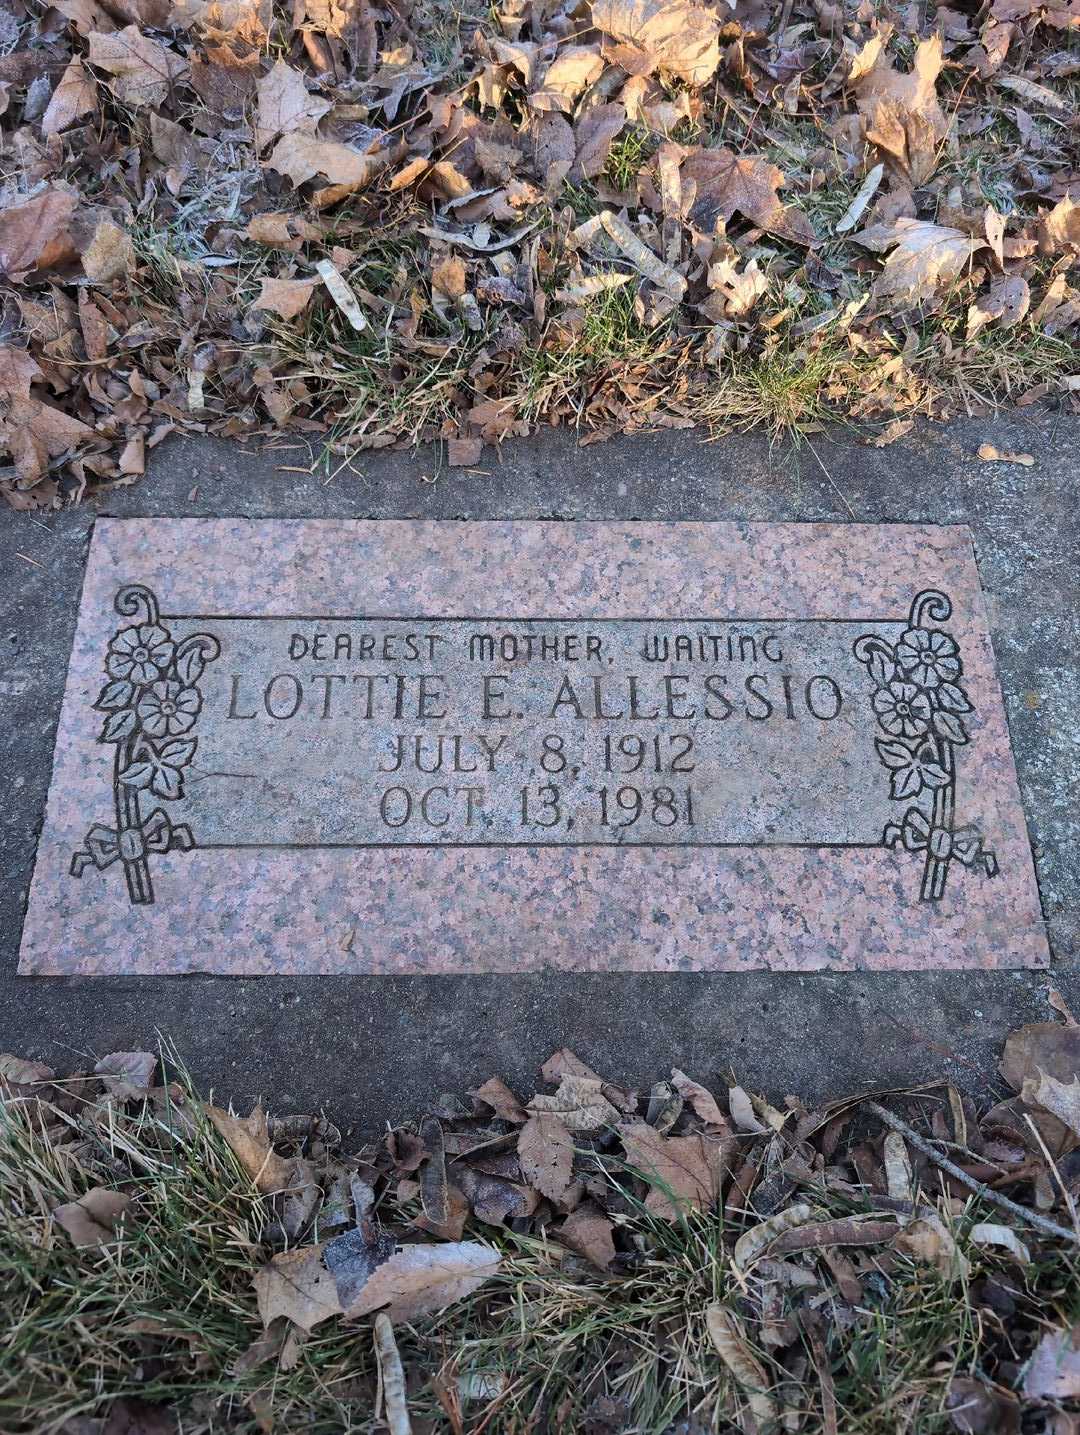 DEAREST MOTHER, WAITING
LOTTIE E. ALLESSIO
JULY 8, 1912
OCT. 13, 1981